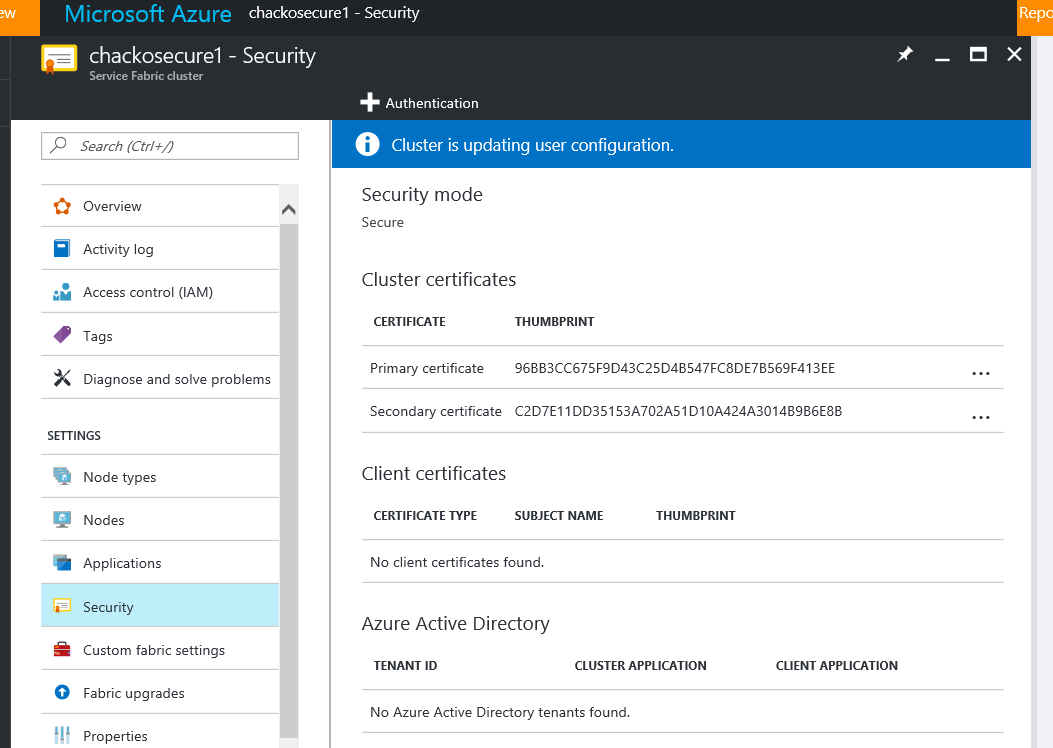 ew
Microsoft Azure chackosecure1 - Security
Repo
chackosecure1 - Security
Service Fabric cluster
Authentication
Search (Ctrl+/)
Cluster is updating user configuration.
Overview
Activity log
Access control (IAM)
Tags
Diagnose and solve problems
SETTINGS
Node types
Nodes
Applications
Security
Custom fabric settings
Fabric upgrades
Properties
Security mode
Secure
Cluster certificates
CERTIFICATE THUMBPRINT
Primary certificate 96BB3CC675F9D43C25D4B547FC8DE7B569F413EE ...
Secondary certificate C2D7E11DD35153A702A51D10A424A3014B9B6E8B ...
Client certificates
CERTIFICATE TYPE SUBJECT NAME THUMBPRINT
No client certificates found.
Azure Active Directory
TENANT ID CLUSTER APPLICATION CLIENT APPLICATION
No Azure Active Directory tenants found.